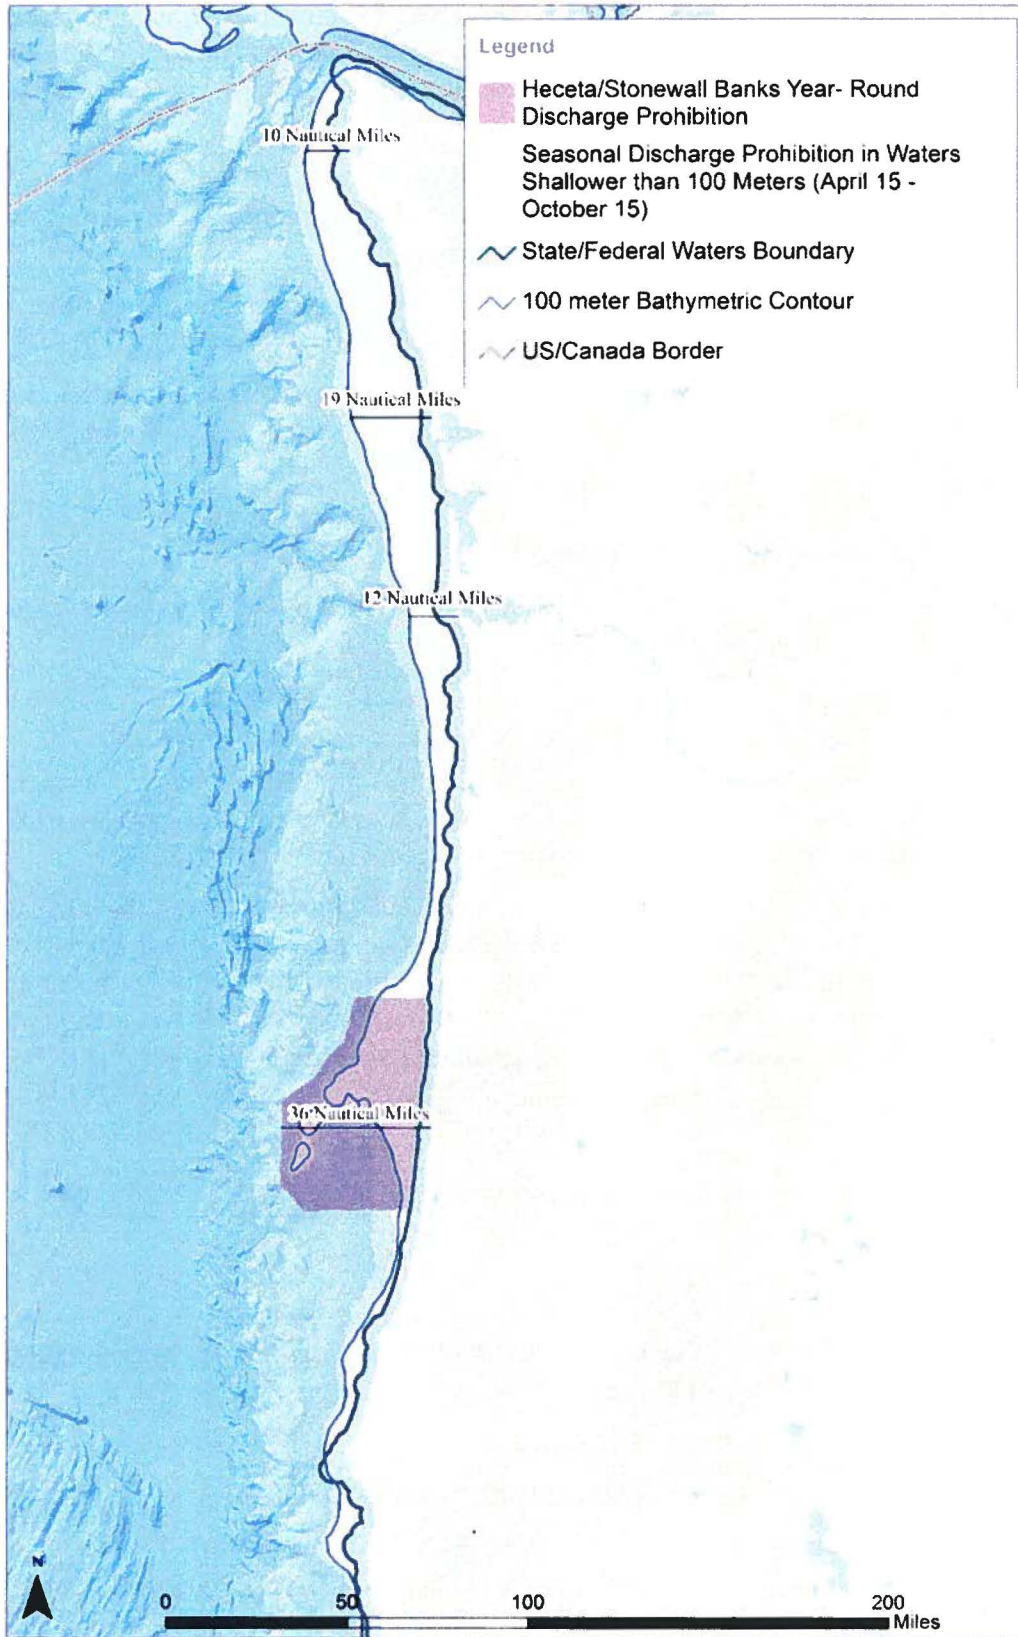 Legend
Heceta/Stonewall Banks Year- Round
Discharge Prohibition
Seasonal Discharge Prohibition in Waters
Shallower than 100 Meters (April 15 -
October 15)
State/Federal Waters Boundary
100 meter Bathymetric Contour
US/Canada Border
10 Nautical Miles
19 Nautical Miles
12 Nautical Miles
36 Nautical Miles
N
0 50 100 200
Miles